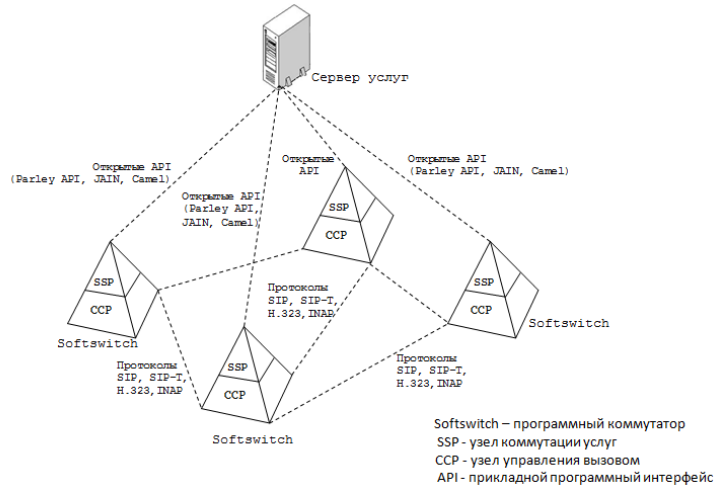 Сервер услуг
Открытые API
(Parley API, JAIN, Camel)
Открытые API
(Parley API,
JAIN, Camel)
Открытые
API
Открытые API
(Parley API, JAIN, Camel)
SSP
CCP
SSP
CCP
Softswitch
SSP
CCP
Softswitch
Протоколы
SIP, SIP-T,
H.323,INAP
Протоколы
SIP, SIP-T,
H.323,INAP
Протоколы
SIP, SIP-T,
H.323,INAP
SSP
CCP
Softswitch
Softswitch – программный коммутатор
SSP - узел коммутации услуг
CCP - узел управления вызовом
API - прикладной программный интерфейс